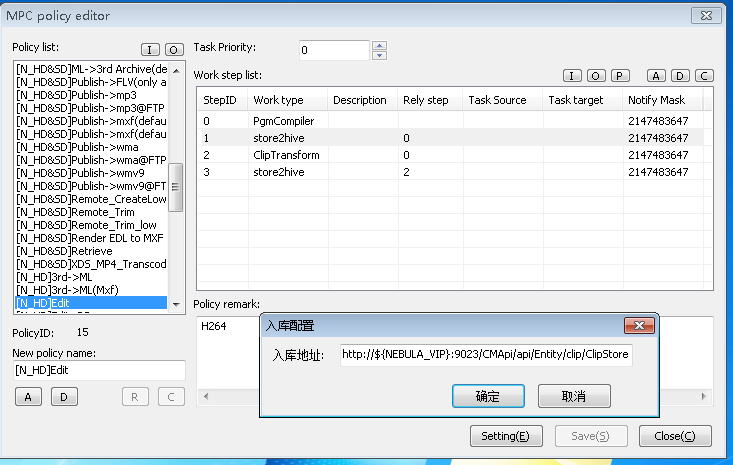 MPC policy editor
Policy list:
I O
[N_HD&SD]ML->3rd Archive(de
[N_HD&SD]Publish->FLV(only a
[N_HD&SD]Publish->mp3
[N_HD&SD]Publish->mp3@FTP
[N_HD&SD]Publish->mxf(defau
[N_HD&SD]Publish->mxf(defau
[N_HD&SD]Publish->wma
[N_HD&SD]Publish->wma@FTP
[N_HD&SD]Publish->wmv9
[N_HD&SD]Publish->wmv9@FT
[N_HD&SD]Remote_CreateLow
[N_HD&SD]Remote_Trim
[N_HD&SD]Remote_Trim_low
[N_HD&SD]Render EDL to MXF
[N_HD&SD]Retrieve
[N_HD&SD]XDS_MP4_Transcod
[N_HD]3rd->ML
[N_HD]3rd->ML(Mxf)
[N_HD]Edit
PolicyID: 15
New policy name:
[N_HD]Edit
A D R C
Task Priority: 0
Work step list: I O P A D C
StepID Work type Description Rely step Task Source Task target Notify Mask
0 PgmCompiler 2147483647
1 store2hive 0 2147483647
2 ClipTransform 0 2147483647
3 store2hive 2 2147483647
Policy remark:
H264
入库配置
入库地址: http://${NEBULA_VIP}:9023/CMApi/api/Entity/clip/ClipStore
确定 取消
Setting(E) Save(S) Close(C)